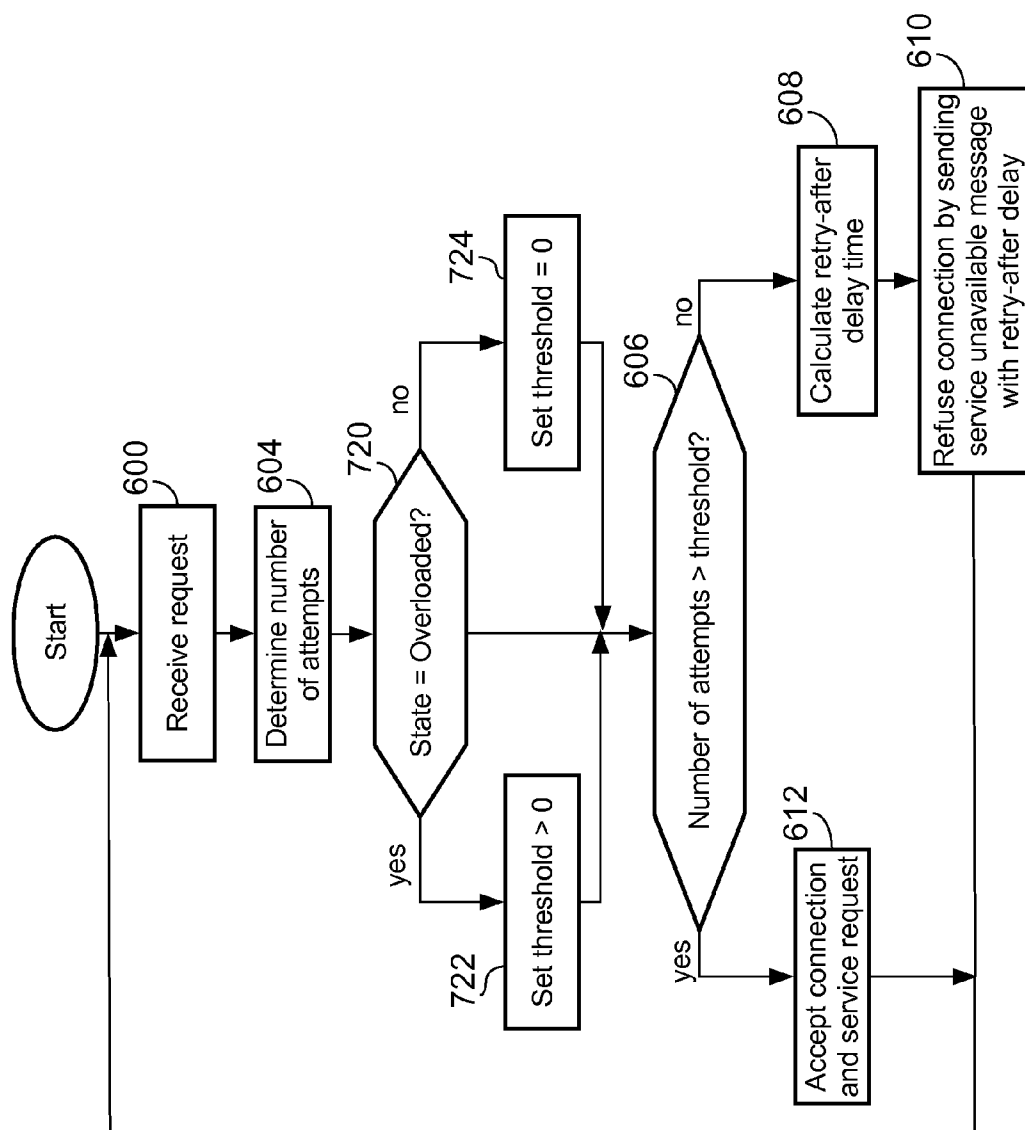 Start
600
Receive request
604
Determine number
of attempts
720
State = Overloaded?
yes
no
722
Set threshold > 0
724
Set threshold = 0
606
Number of attempts > threshold?
yes
no
612
Accept connection
and service request
608
Calculate retry-after
delay time
610
Refuse connection by sending
service unavailable message
with retry-after delay